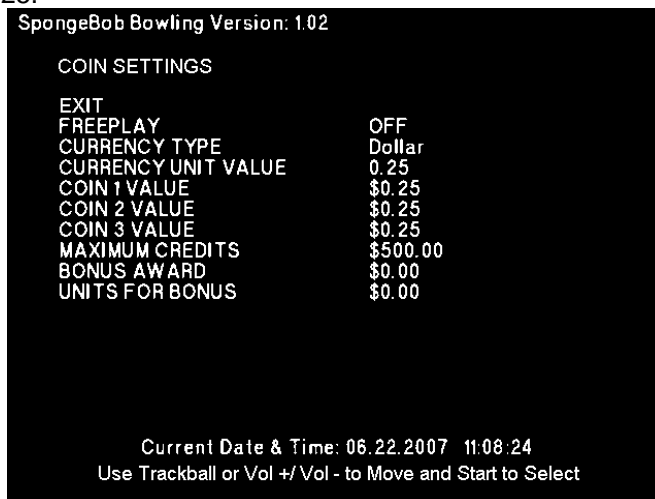 SpongeBob Bowling Version: 1.02
COIN SETTINGS
EXIT
FREEPLAY OFF
CURRENCY TYPE Dollar
CURRENCY UNIT VALUE 0.25
COIN 1 VALUE $0.25
COIN 2 VALUE $0.25
COIN 3 VALUE $0.25
MAXIMUM CREDITS $500.00
BONUS AWARD $0.00
UNITS FOR BONUS $0.00
Current Date & Time: 06.22.2007 11:08:24
Use Trackball or Vol +/ Vol - to Move and Start to Select